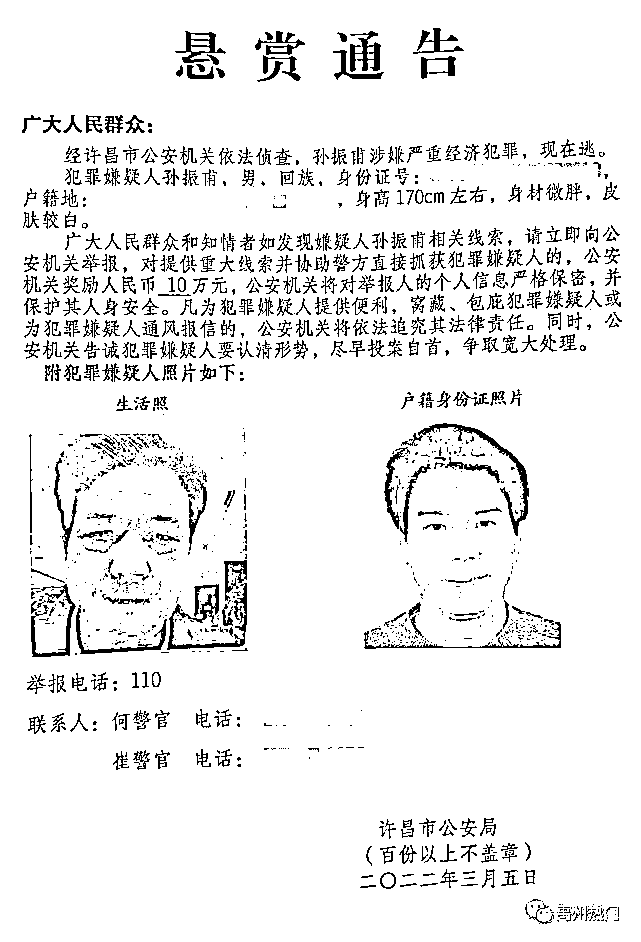 悬赏通告
广大人民群众：
经许昌市公安机关依法侦查，孙振甫涉嫌严重经济犯罪，现在逃。
犯罪嫌疑人孙振甫，男、回族，身份证号：
户籍地：，身高170cm左右，身材微胖，皮
肤较白。
广大人民群众和知情者如发现嫌疑人孙振甫相关线索，请立即向公
安机关举报，对提供重大线索并协助警方直接抓获犯罪嫌疑人的，公安
机关奖励人民币 10 万元，公安机关将对举报人的个人信息严格保密，并
保护其人身安全。凡为犯罪嫌疑人提供便利，窝藏、包庇犯罪嫌疑人或
为犯罪嫌疑人通风报信的，公安机关将依法追究其法律责任。同时，公
安机关告诫犯罪嫌疑人要认清形势，尽早投案自首，争取宽大处理。
附犯罪嫌疑人照片如下：
生活照 户籍身份证照片
举报电话：110
联系人：何警官 电话：
崔警官 电话：
许昌市公安局
（百份以上不盖章）
二〇二二年三月五日
禹州热门